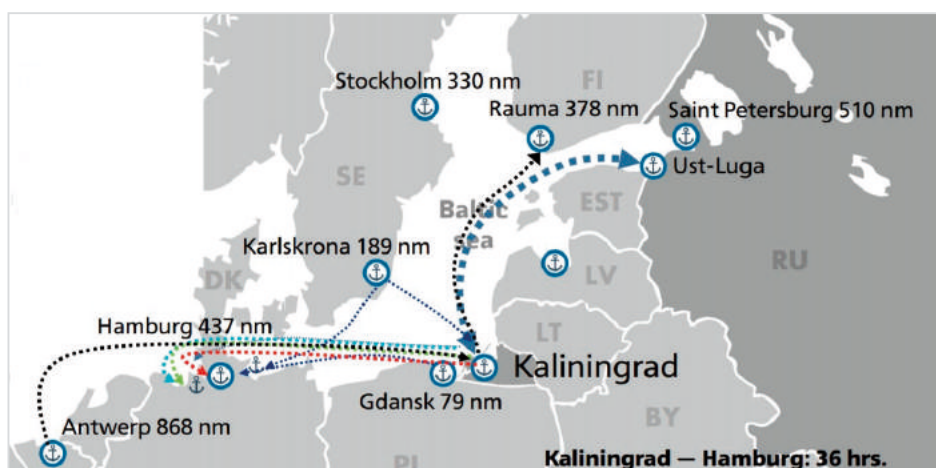 Stockholm 330 nm
FI
Rauma 378 nm
Saint Petersburg 510 nm
Ust-Luga
SE
EST
Baltic
sea
Karlskrona 189 nm
RU
DK
LV
Hamburg 437 nm
LT
Kaliningrad
Gdansk 79 nm
BY
Antwerp 868 nm
PL
Kaliningrad — Hamburg: 36 hrs.